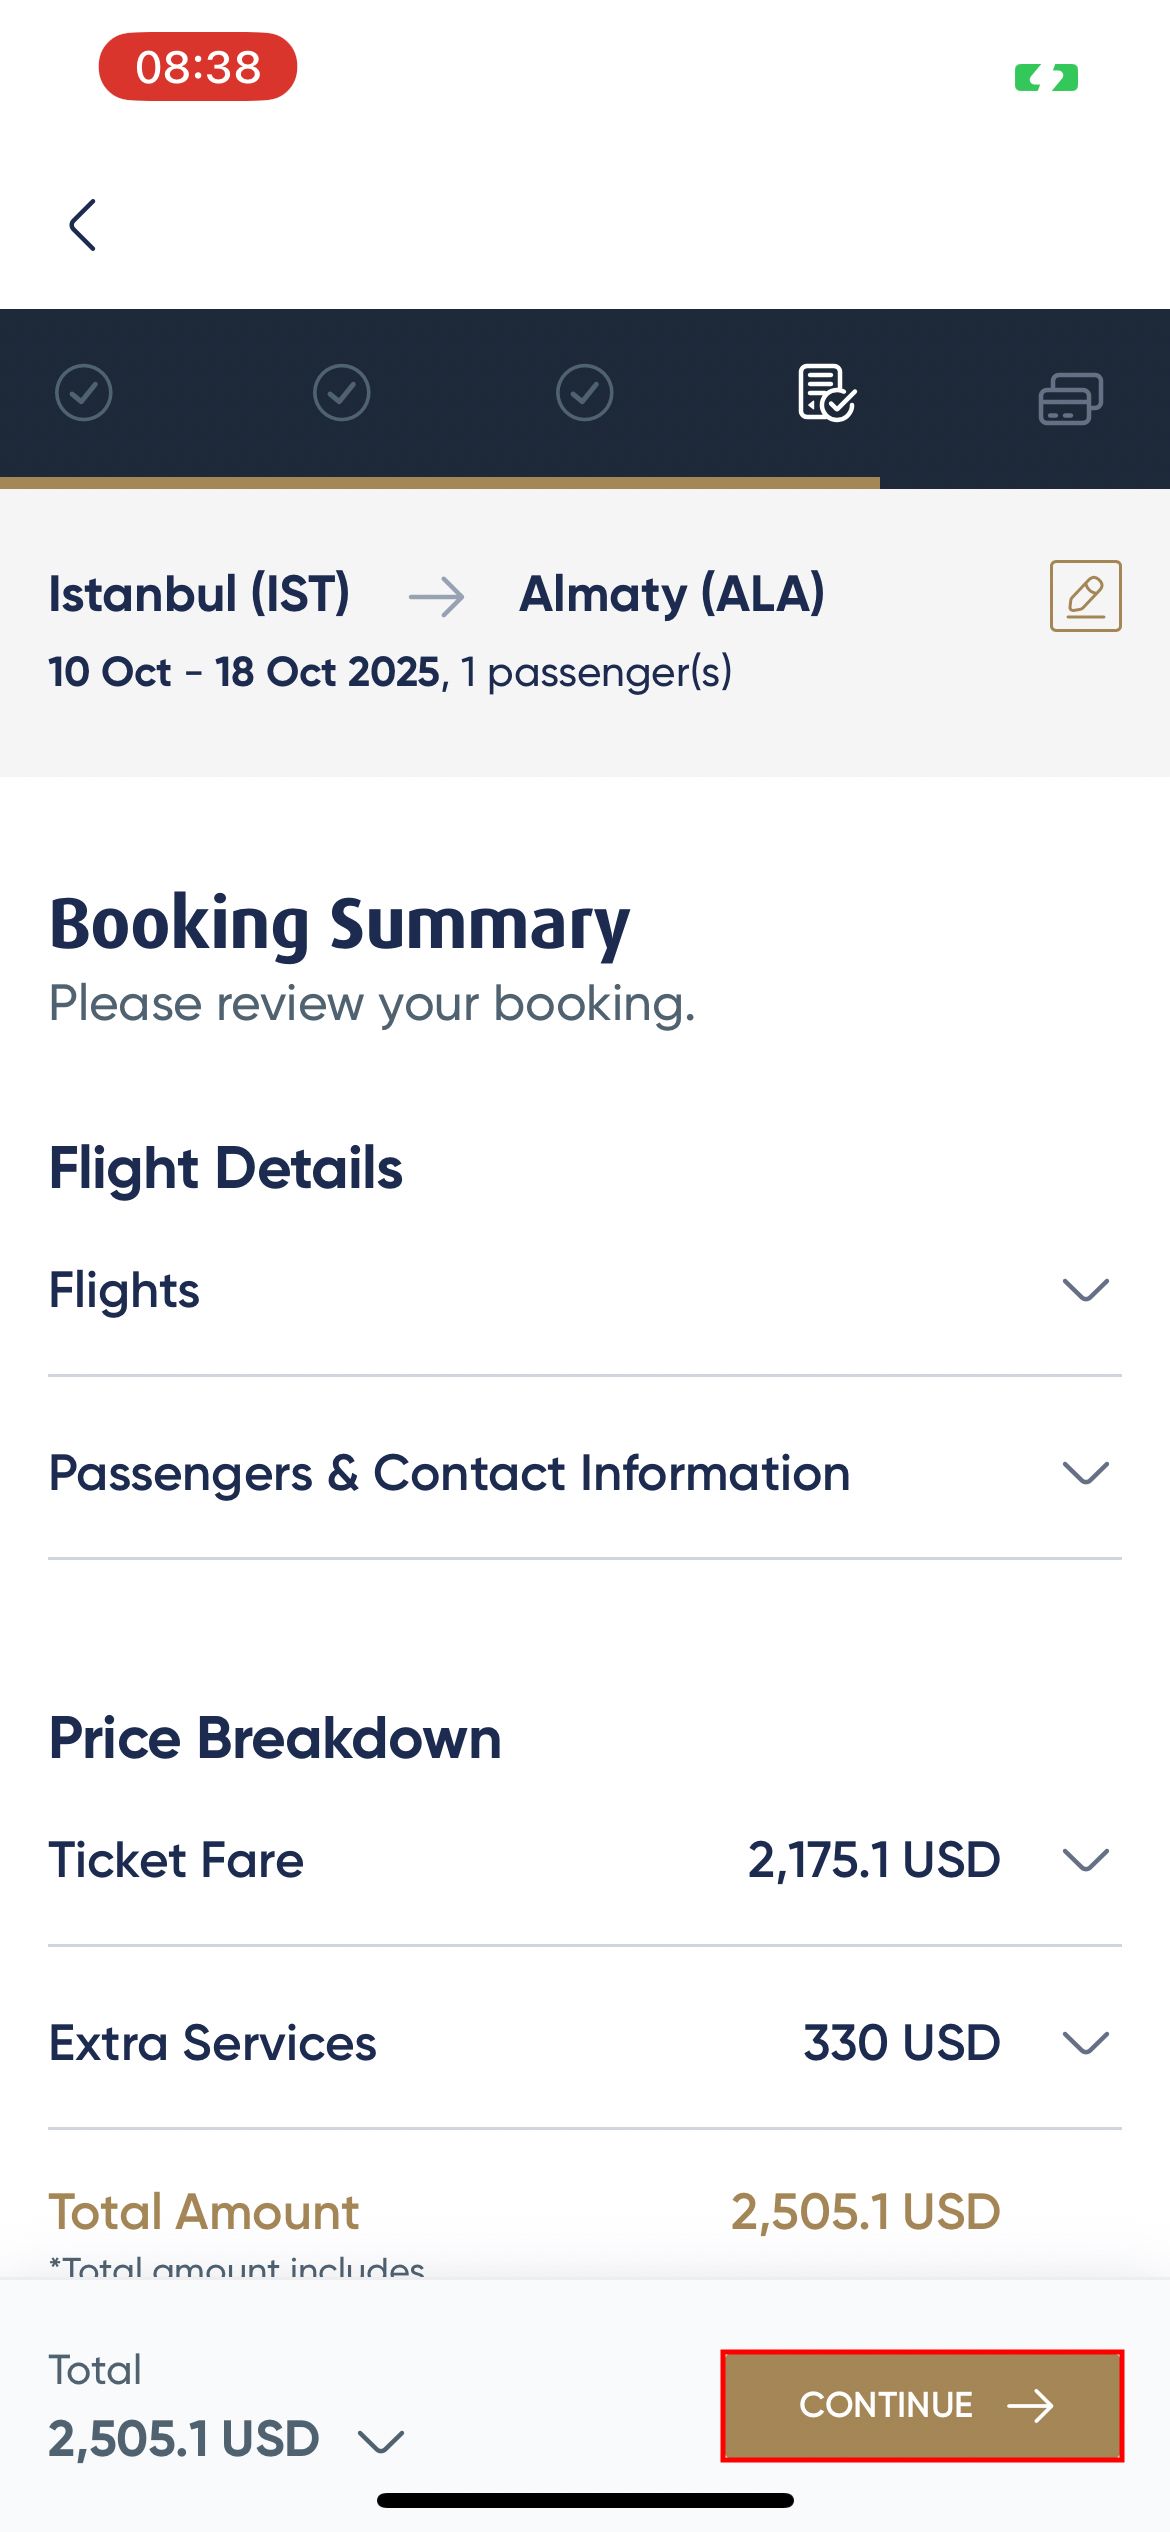 08:38
Istanbul (IST) → Almaty (ALA)
10 Oct - 18 Oct 2025, 1 passenger(s)
Booking Summary
Please review your booking.
Flight Details
Flights
Passengers & Contact Information
Price Breakdown
Ticket Fare 2,175.1 USD
Extra Services 330 USD
Total Amount 2,505.1 USD
*Total amount includes
Total
2,505.1 USD
CONTINUE →